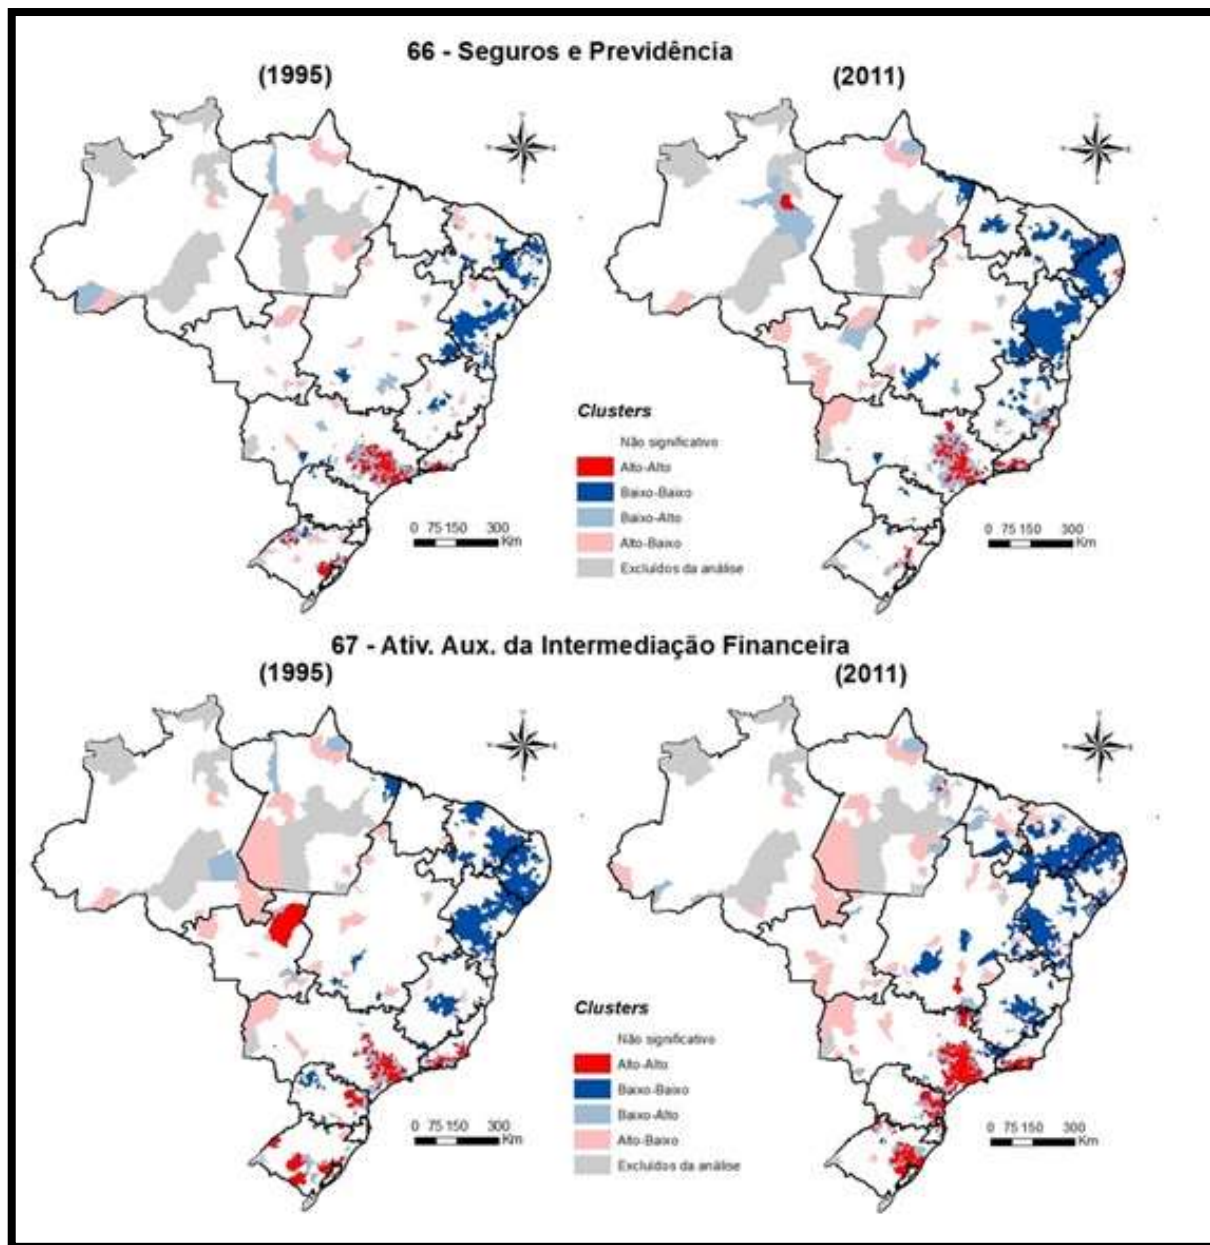 66 - Seguros e Previdência
(1995)
(2011)
Clusters
Não significativo
Alto-Alto
Baixo-Baixo
Baixo-Alto
Alto-Baixo
Excluídos da análise
0 75 150 300
Km
0 75 150 300
Km
67 - Ativ. Aux. da Intermediação Financeira
(1995)
(2011)
Clusters
Não significativo
Alto-Alto
Baixo-Baixo
Baixo-Alto
Alto-Baixo
Excluídos da análise
0 75 150 300
Km
0 75 150 300
Km